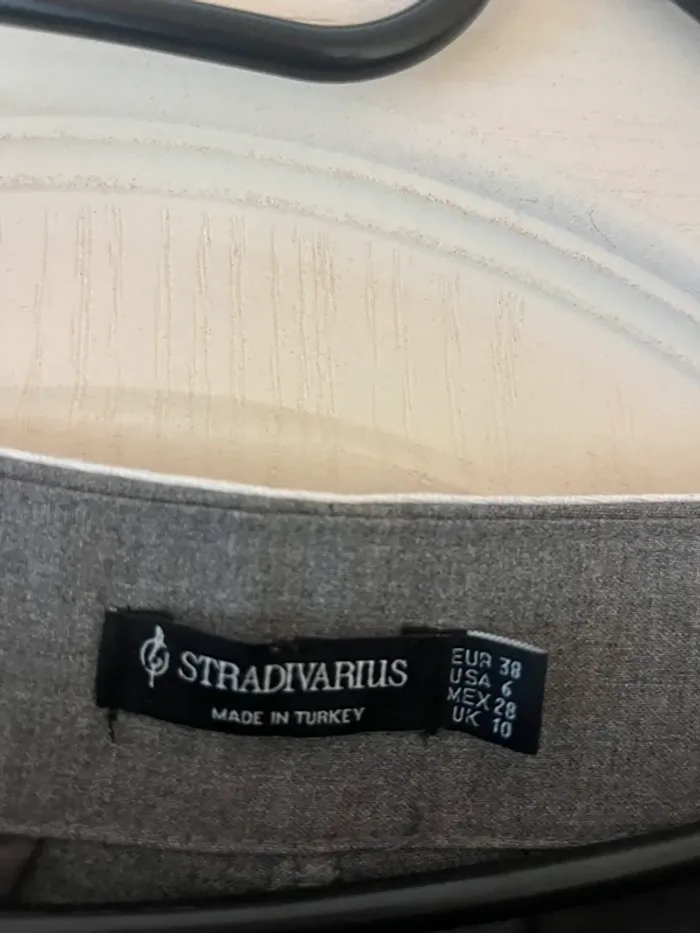 STRADIVARIUS
MADE IN TURKEY
EUR 38
USA 6
MEX 28
UK 10